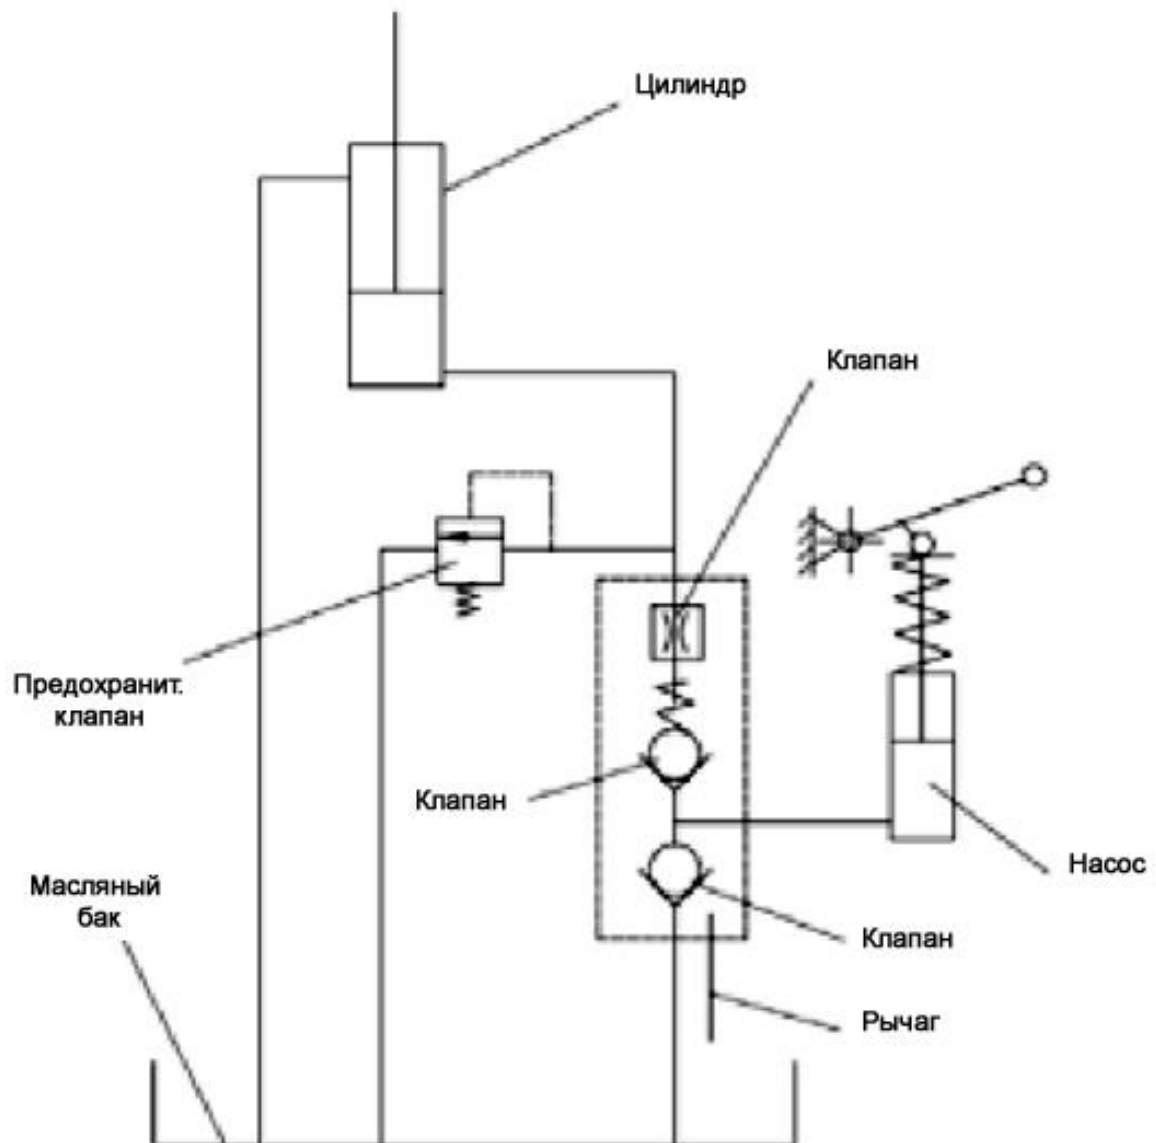 Цилиндр
Клапан
Предохранит.
клапан
Клапан
Насос
Масляный
бак
Клапан
Рычаг